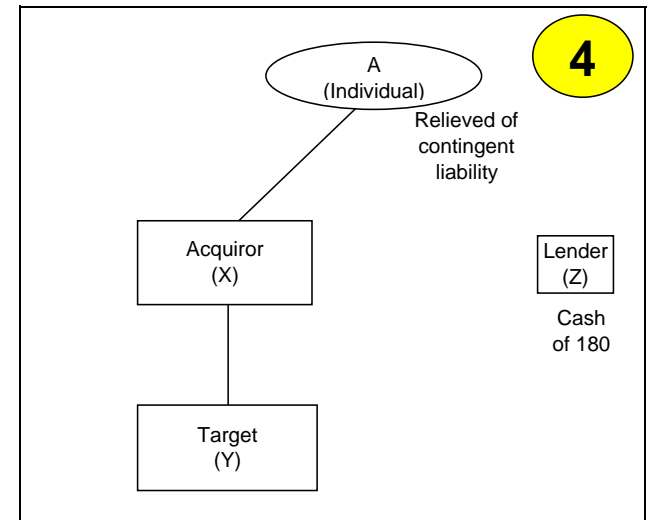 A
(Individual)
4
Relieved of
contingent
liability
Acquiror
(X)
Lender
(Z)
Cash
of 180
Target
(Y)